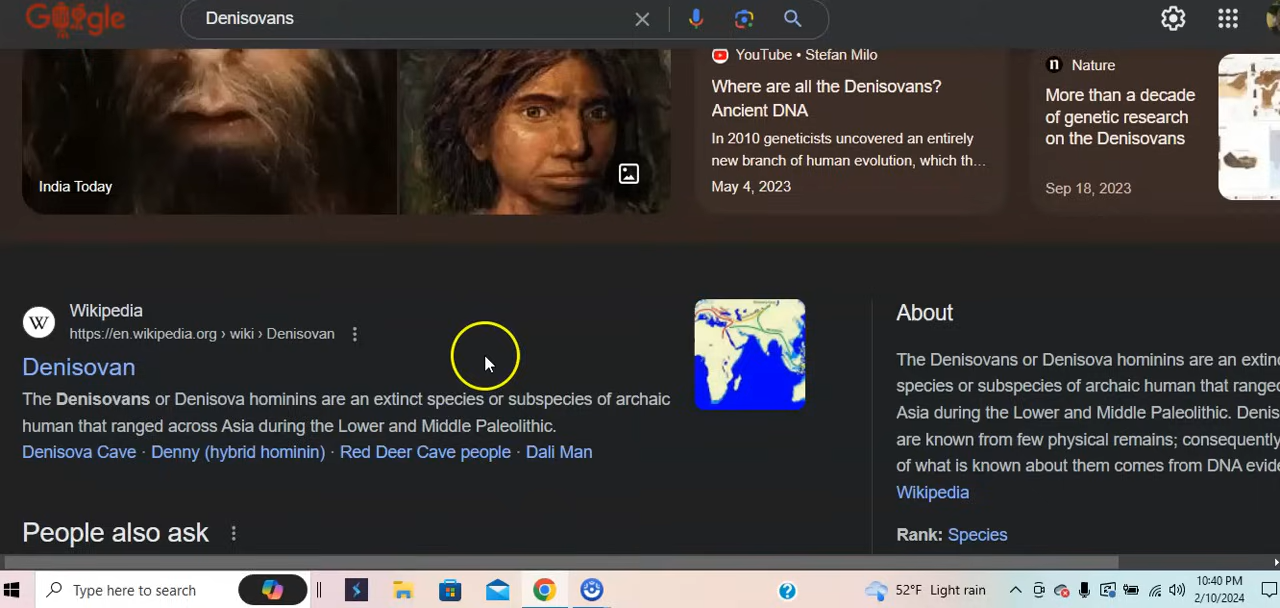 Google
Denisovans
India Today
YouTube • Stefan Milo
Where are all the Denisovans?
Ancient DNA
In 2010 geneticists uncovered an entirely
new branch of human evolution, which th...
May 4, 2023
n Nature
More than a decade
of genetic research
on the Denisovans
Sep 18, 2023
W Wikipedia
https://en.wikipedia.org › wiki › Denisovan
Denisovan
The Denisovans or Denisova hominins are an extinct species or subspecies of archaic
human that ranged across Asia during the Lower and Middle Paleolithic.
Denisova Cave · Denny (hybrid hominin) · Red Deer Cave people · Dali Man
People also ask
About
The Denisovans or Denisova hominins are an extinc
species or subspecies of archaic human that ranged
Asia during the Lower and Middle Paleolithic. Denis
are known from few physical remains; consequently
of what is known about them comes from DNA evide
Wikipedia
Rank: Species
Type here to search
52°F Light rain
10:40 PM
2/10/2024